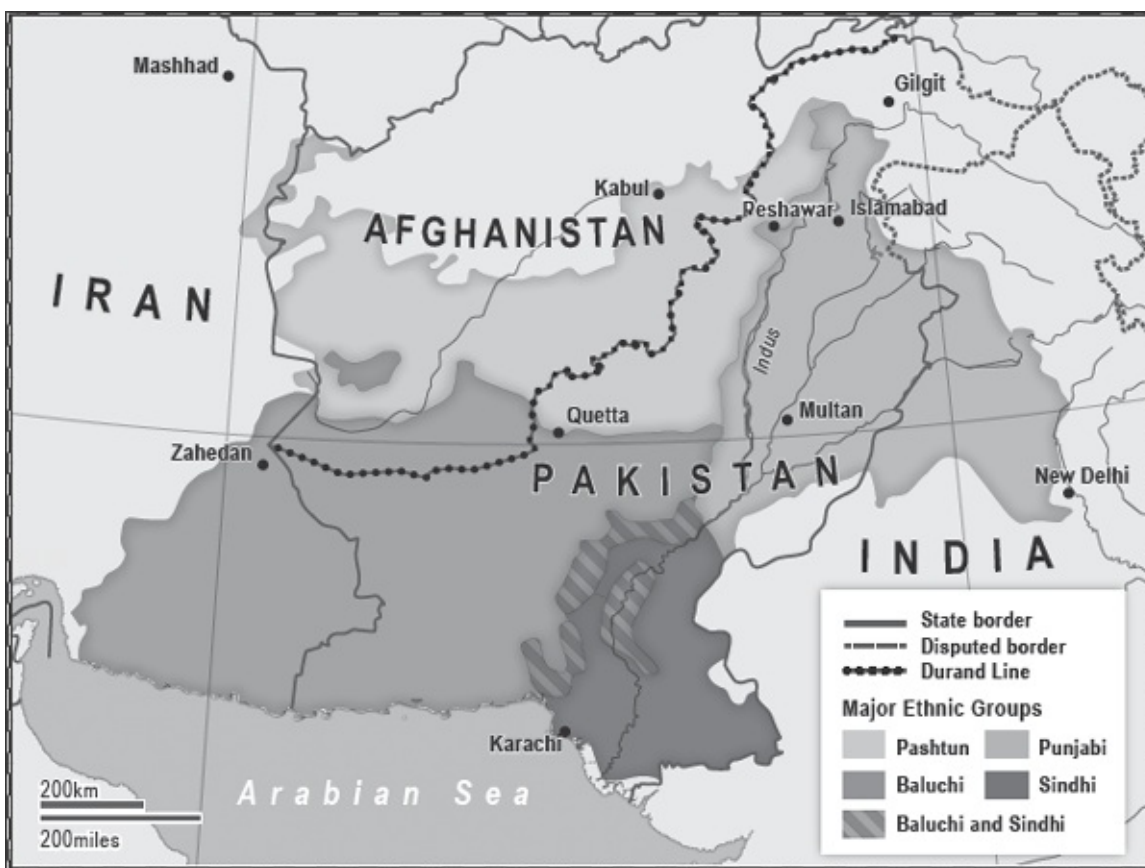 Mashhad
Gilgit
Kabul
AFGHANISTAN
Peshawar
Islamabad
IRAN
Indus
Quetta
Multan
Zahedan
PAKISTAN
New Delhi
INDIA
Karachi
Arabian Sea
200km
200miles
State border
Disputed border
Durand Line
Major Ethnic Groups
Pashtun
Punjabi
Baluchi
Sindhi
Baluchi and Sindhi